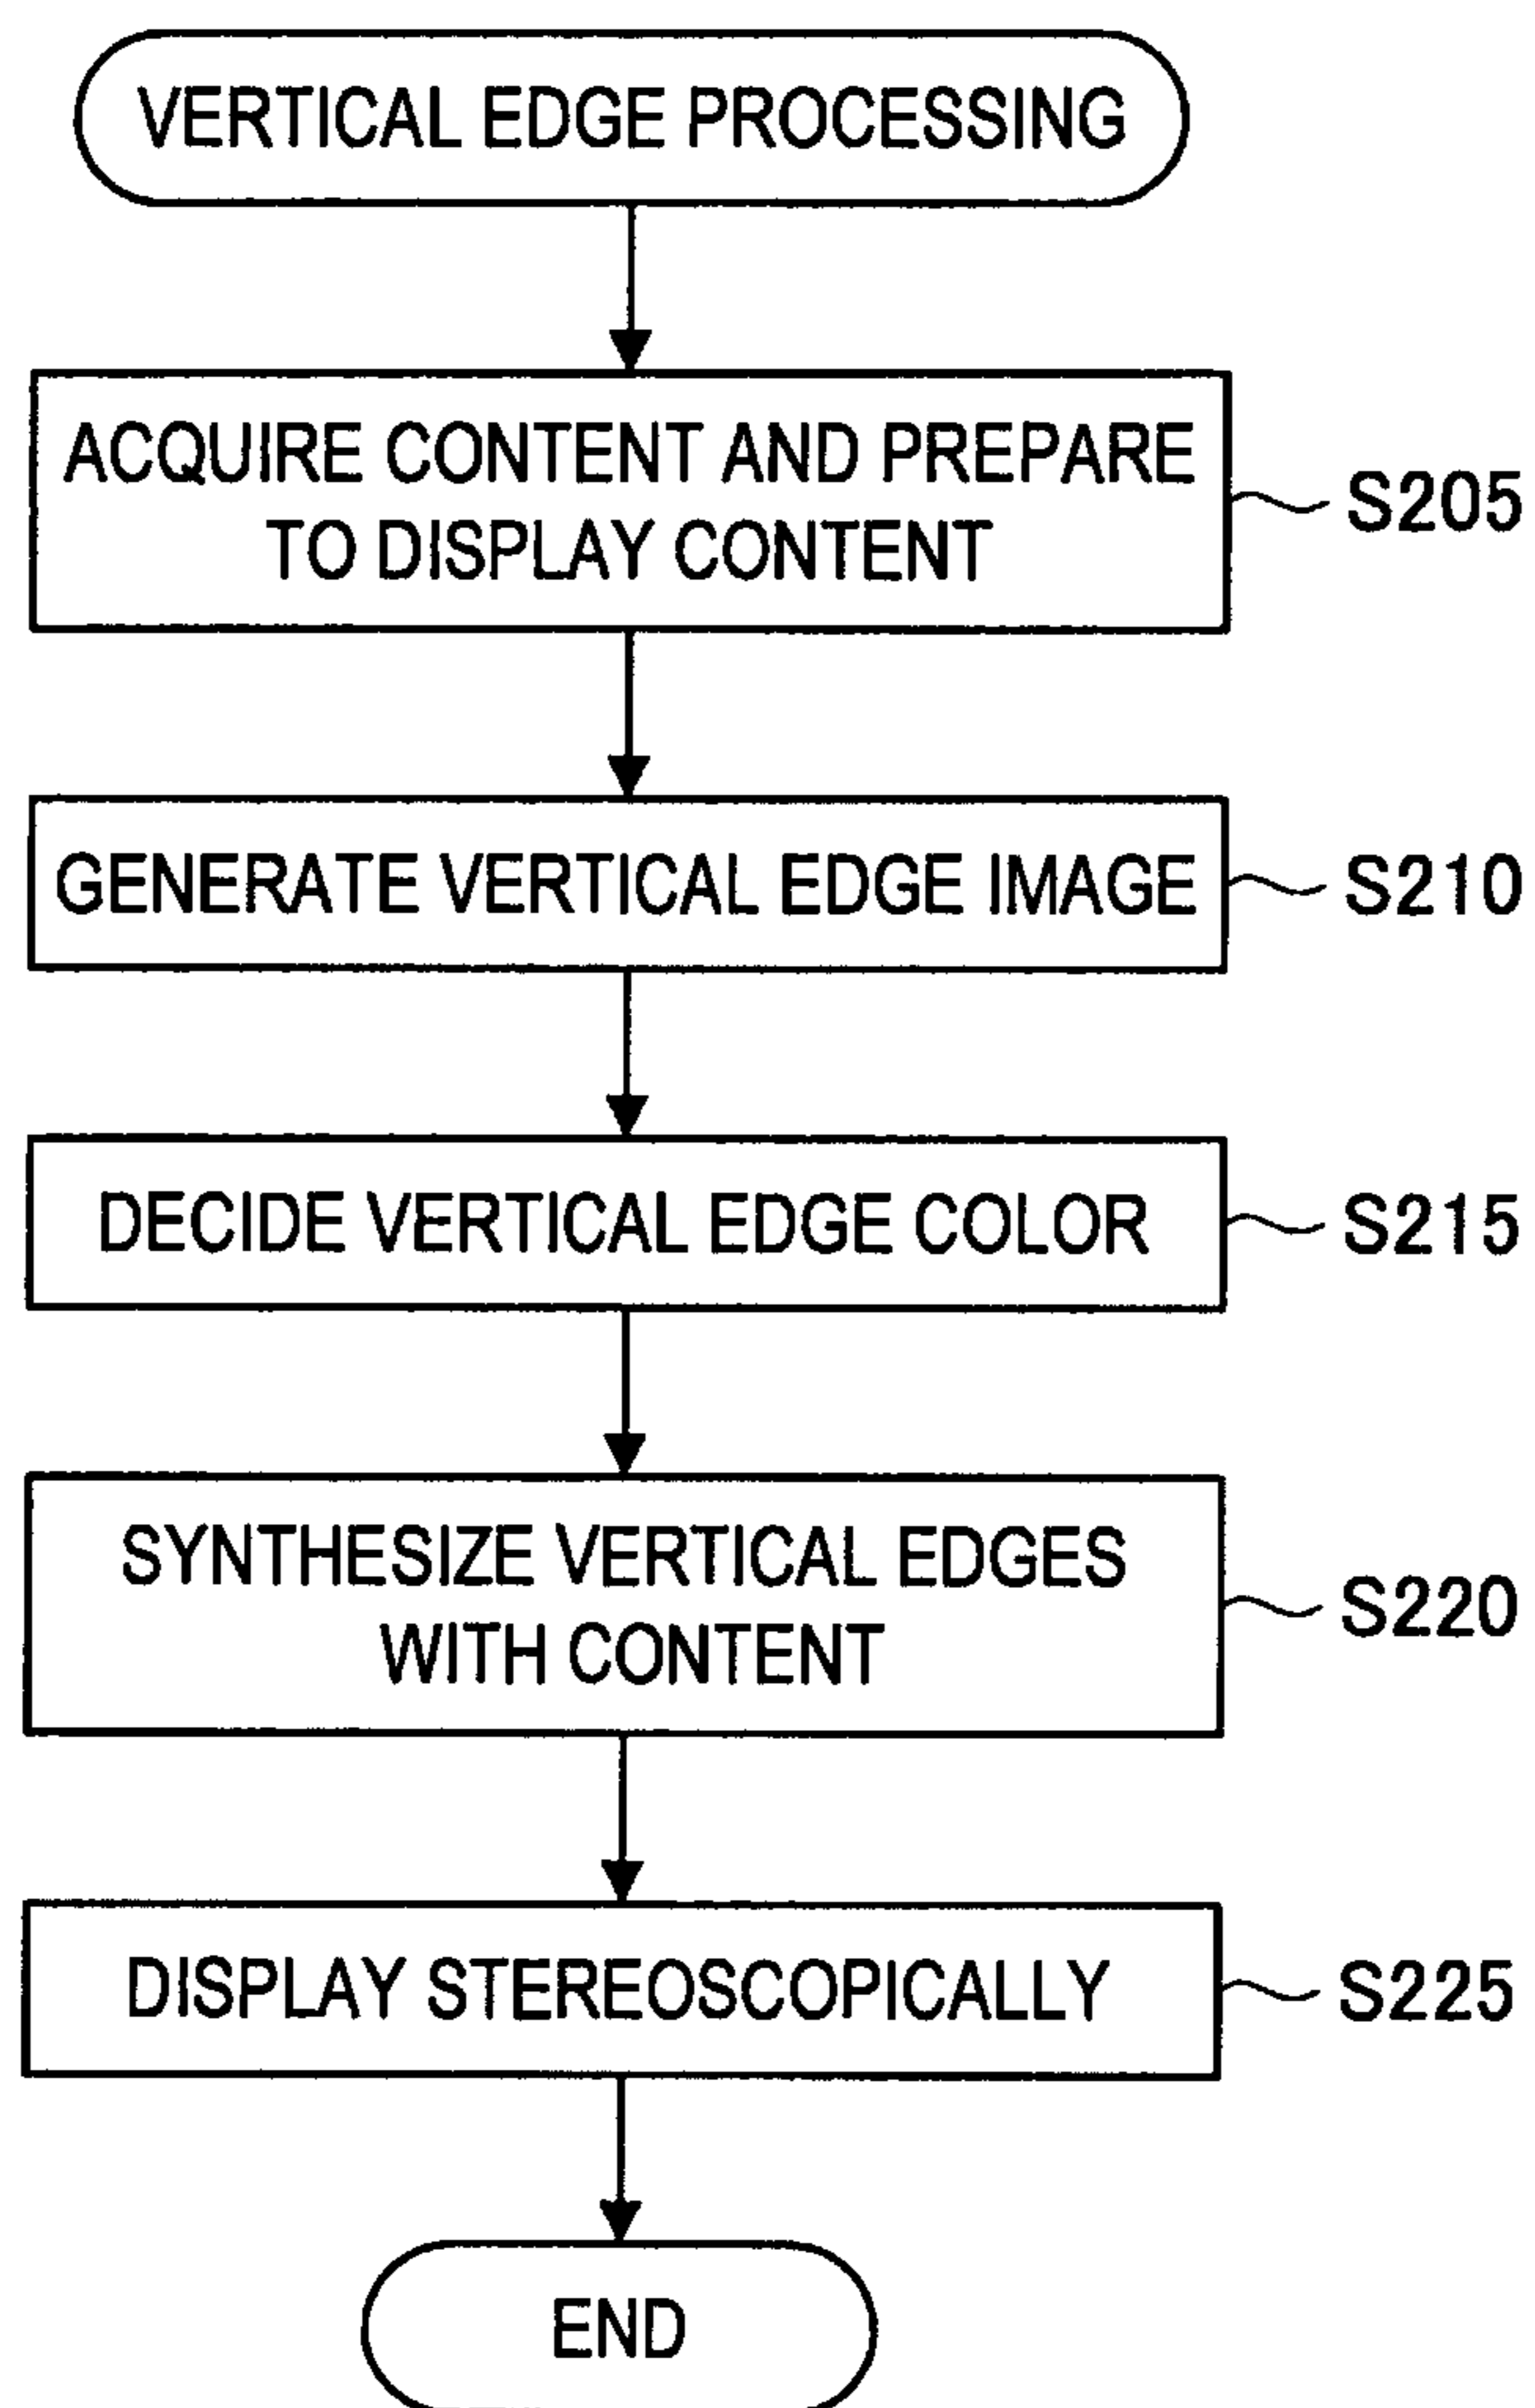 VERTICAL EDGE PROCESSING
ACQUIRE CONTENT AND PREPARE
TO DISPLAY CONTENT
S205
GENERATE VERTICAL EDGE IMAGE
S210
DECIDE VERTICAL EDGE COLOR
S215
SYNTHESIZE VERTICAL EDGES
WITH CONTENT
S220
DISPLAY STEREOSCOPICALLY
S225
END